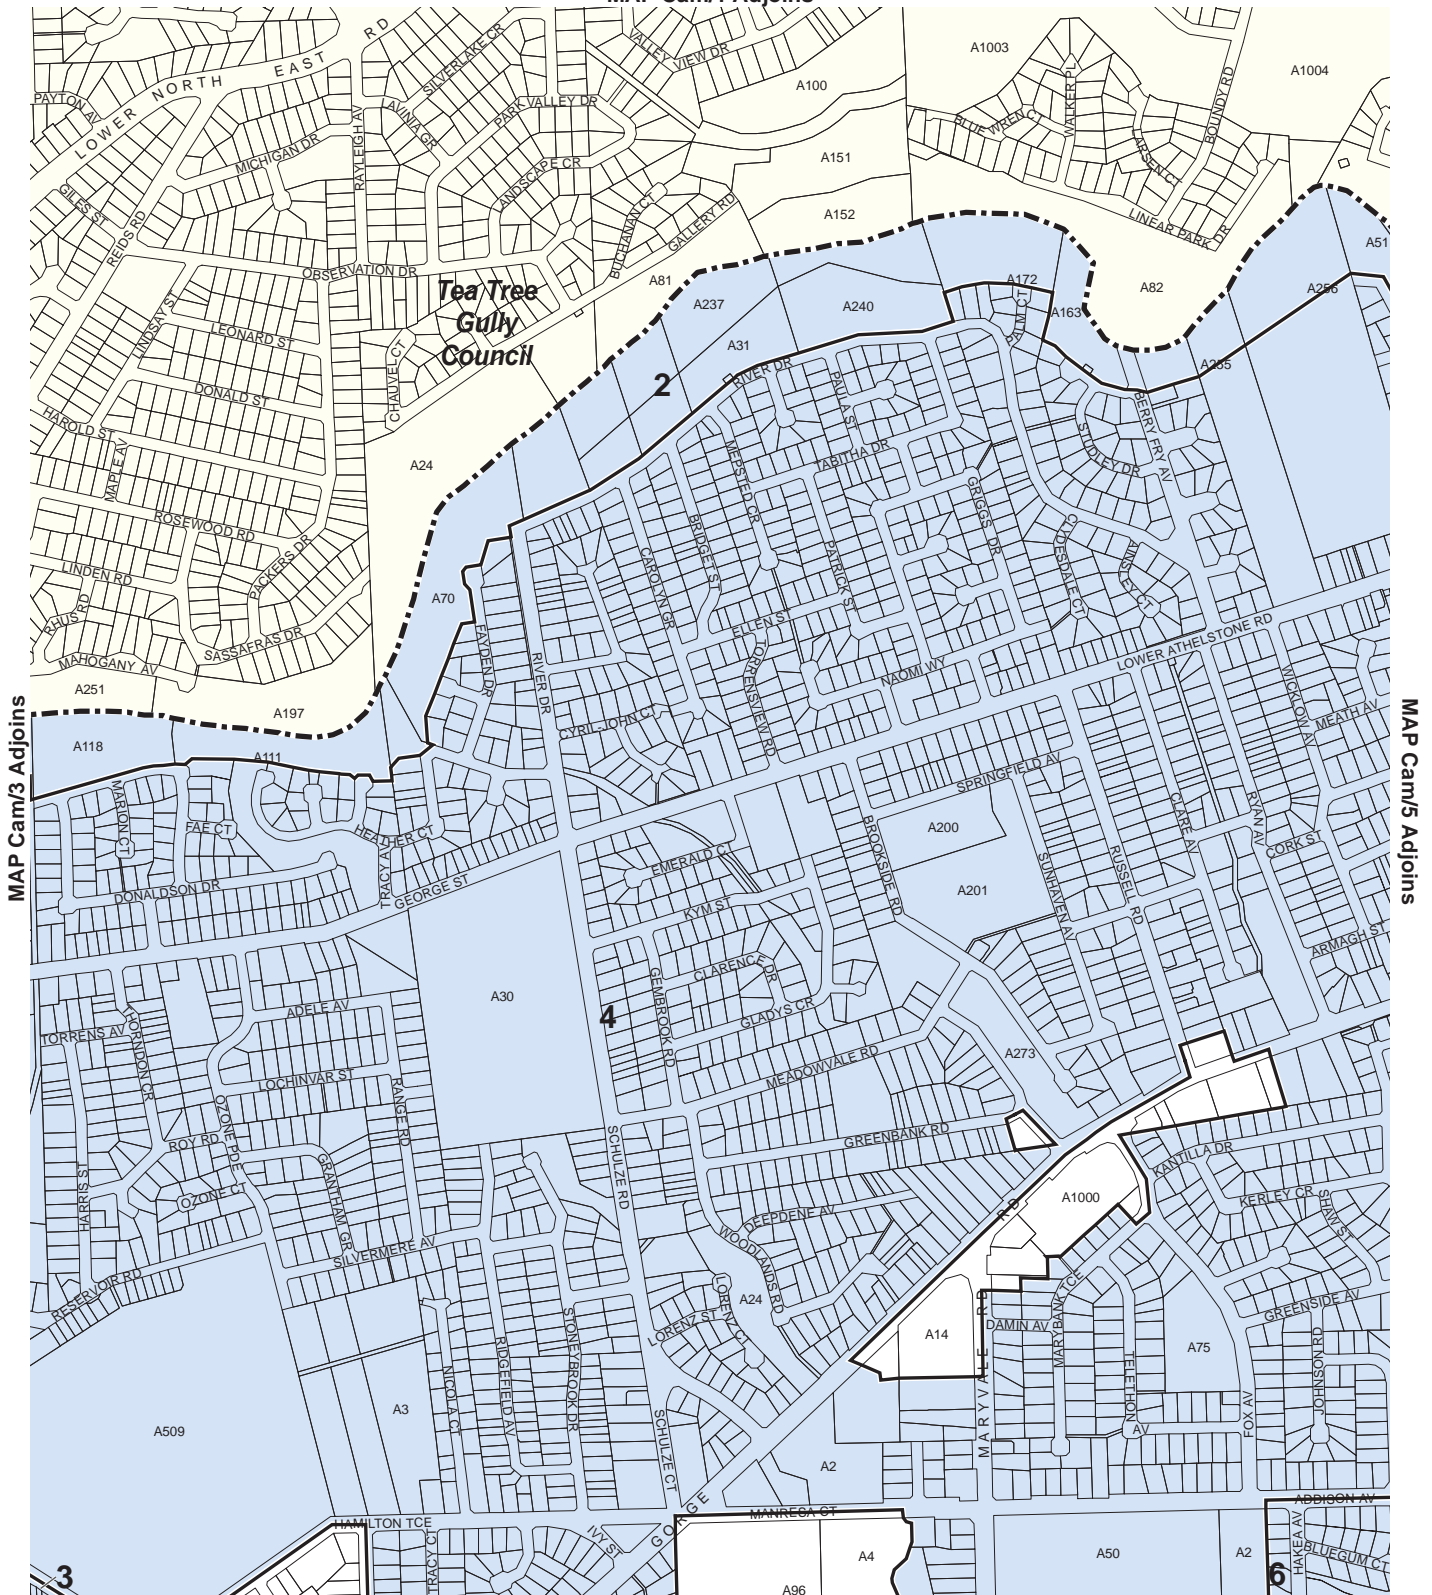 MAP Cam/3 Adjoins
MAP Cam/5 Adjoins
LOWER NORTH EAST RD
PAYTON AV
GILES ST
REIDS RD
MICHIGAN DR
RAYLEIGH AV
LAVINIA GR
SILVERLAKE CR
PARK VALLEY DR
VALLEY VIEW DR
LANDSCAPE CR
BUCHANAN CT
GALLERY RD
OBSERVATION DR
A1003
A1004
A100
A151
A152
BLUE WREN CT
WALKER PL
LARSEN CT
BOUNDY RD
LINEAR PARK DR
A81
A82
A51
A237
A240
A172
A163
A256
A255
A31
Tea Tree
Gully
Council
2
LINDSAY ST
LEONARD ST
DONALD ST
CHAUVEL CT
HAROLD ST
MAPLE AV
A24
ROSEWOOD RD
LINDEN RD
PACKERS DR
RHUS RD
SASSAFRAS DR
MAHOGANY AV
A251
A197
A118
A111
A70
RIVER DR
PALM CT
PAULA ST
TABITHA DR
MEPSTED CR
BRIDGET ST
CAROLYN GR
PATRICK ST
ELLEN ST
GRIGGS DR
STUDLEY DR
BERRY FRY AV
CLYDESDALE CT
AINSLEY CT
TORRENSVIEW RD
NAOMI WY
LOWER ATHELSTONE RD
FAYDEN DR
RIVER DR
CYRIL-JOHN CT
WICKLOW AV
MEATH AV
MARION CT
FAE CT
HEATHER CT
TRACY AV
DONALDSON DR
GEORGE ST
EMERALD CT
KYM ST
BROOKSIDE RD
SPRINGFIELD AV
A200
A201
SUNHAVEN AV
RUSSELL RD
CLARE AV
RYAN AV
CORK ST
ARMAGH ST
A30
4
GEMBROOK RD
CLARENCE DR
GLADYS CR
MEADOWVALE RD
A273
TORRENS AV
THORNDON CR
ADELE AV
LOCHINVAR ST
RANGE RD
OZONE PDE
ROY RD
HARRIS ST
OZONE CT
GRANTHAM GR
SILVERMERE AV
RESERVOIR RD
SCHULZE RD
GREENBANK RD
DEEPDENE AV
WOODLANDS RD
LORENZ ST
LORENZ CT
A24
A1000
KANTILLA DR
KERLEY CR
SHAW ST
GREENSIDE AV
A14
DAMIN AV
MARYBANK TCE
MARYVALE RD
TELETHON AV
A75
JOHNSON RD
FOX AV
A509
A3
NICOLA CT
RIDGEFIELD AV
STONEYBROOK DR
SCHULZE CT
A2
GORGE RD
MANRESA CT
ADDISON AV
HAMILTON TCE
TRACY CT
IVY ST
A4
A96
A50
A2
HAKEA AV
BLUEGUM CT
3
6